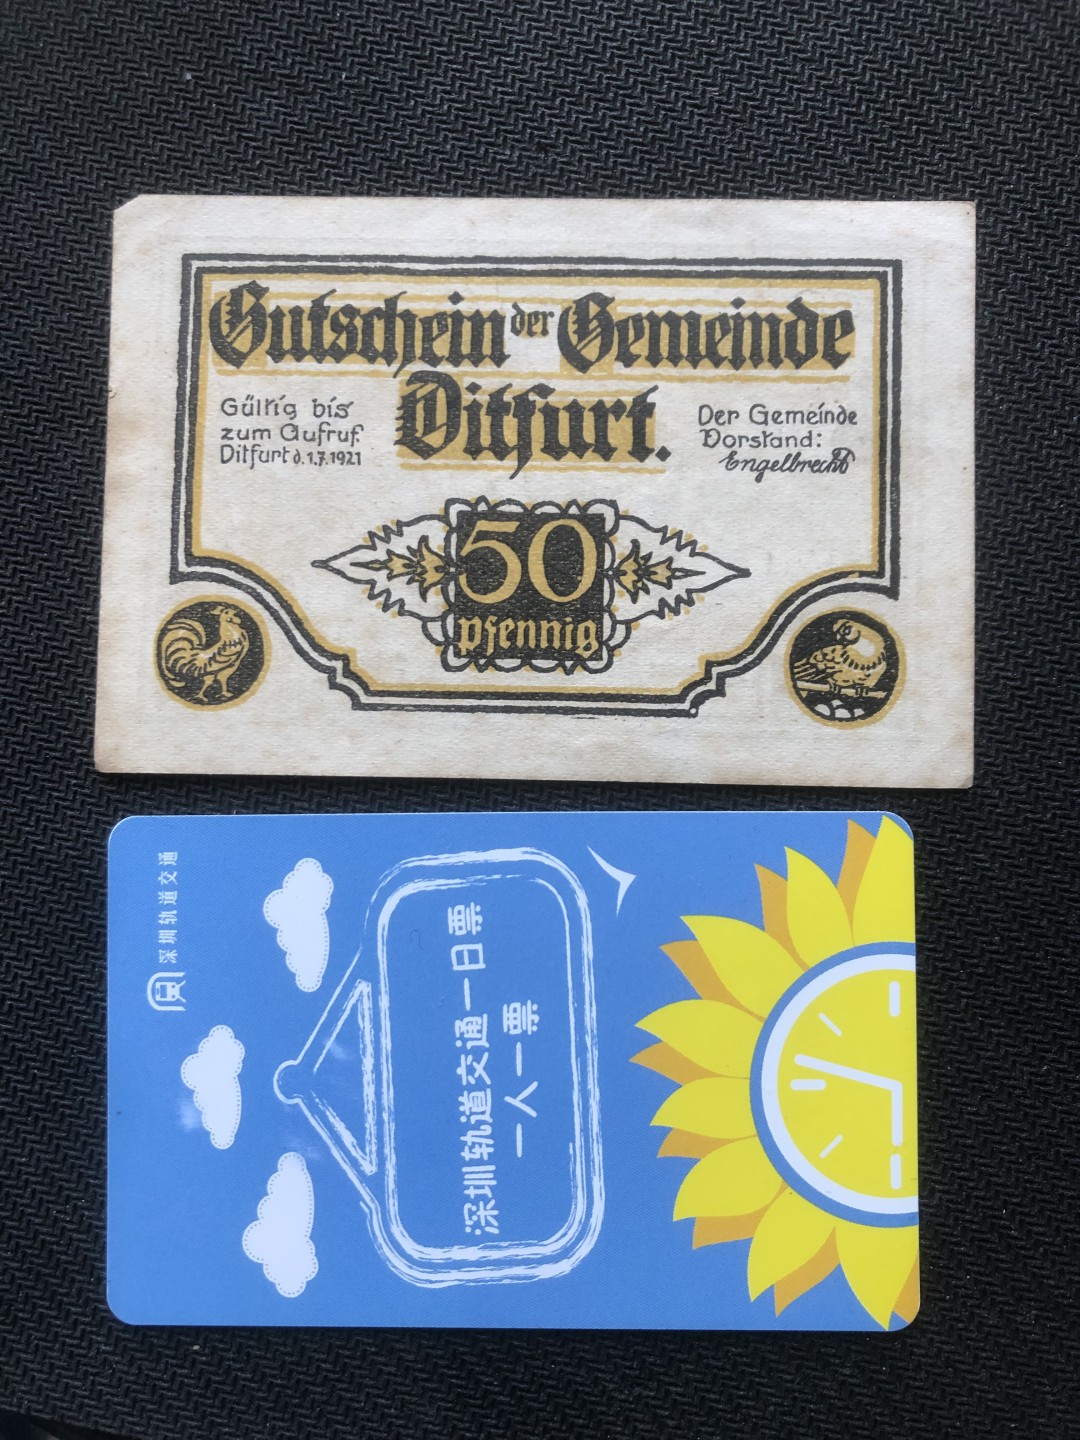 Gutschein der Gemeinde
Ditfurt.
Gültig bis
zum Aufruf.
Ditfurt d. 1.7.1921
Der Gemeinde
Vorstand:
Engelbrecht
50
Pfennig
深圳轨道交通
深圳轨道交通一日票
一人一票